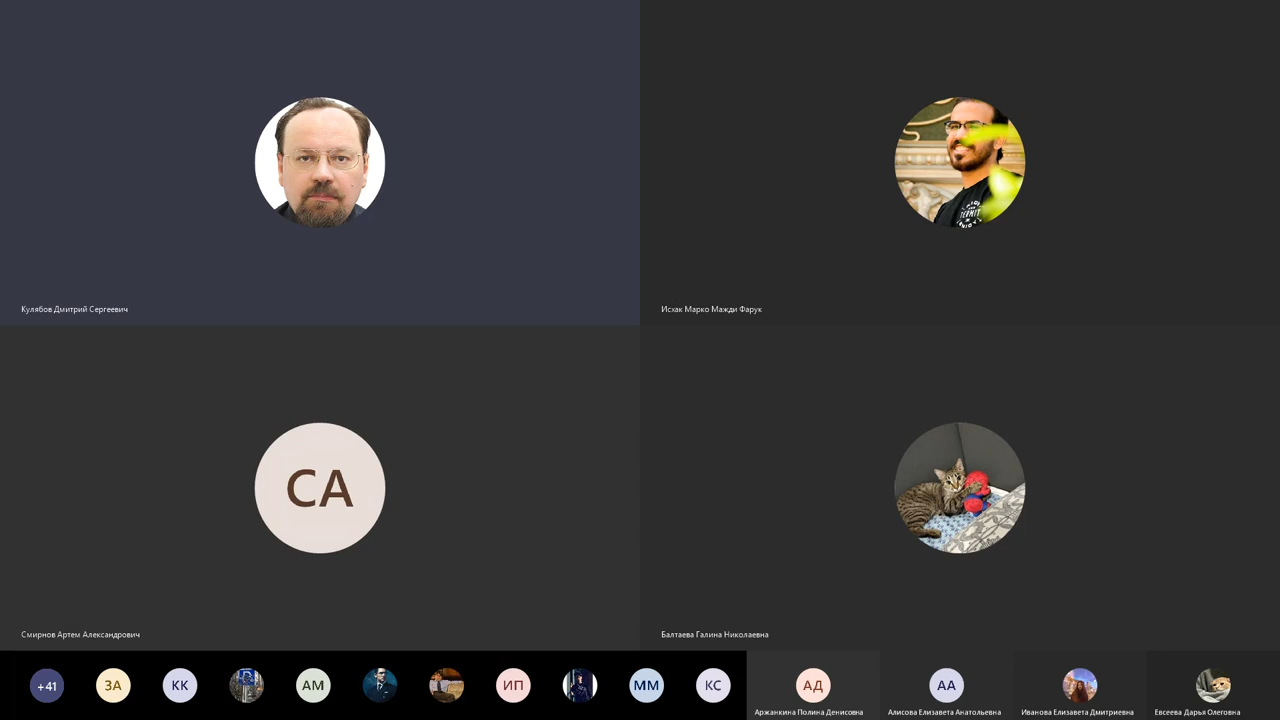 Кулябов Дмитрий Сергеевич
Исхак Марко Мажди Фарук
СА
Смирнов Артем Александрович
Балтаева Галина Николаевна
+41
ЗА
КК
АМ
ИП
ММ
КС
АД
АА
Аржанкина Полина Денисовна
Алисова Елизавета Анатольевна
Иванова Елизавета Дмитриевна
Евсеева Дарья Олеговна